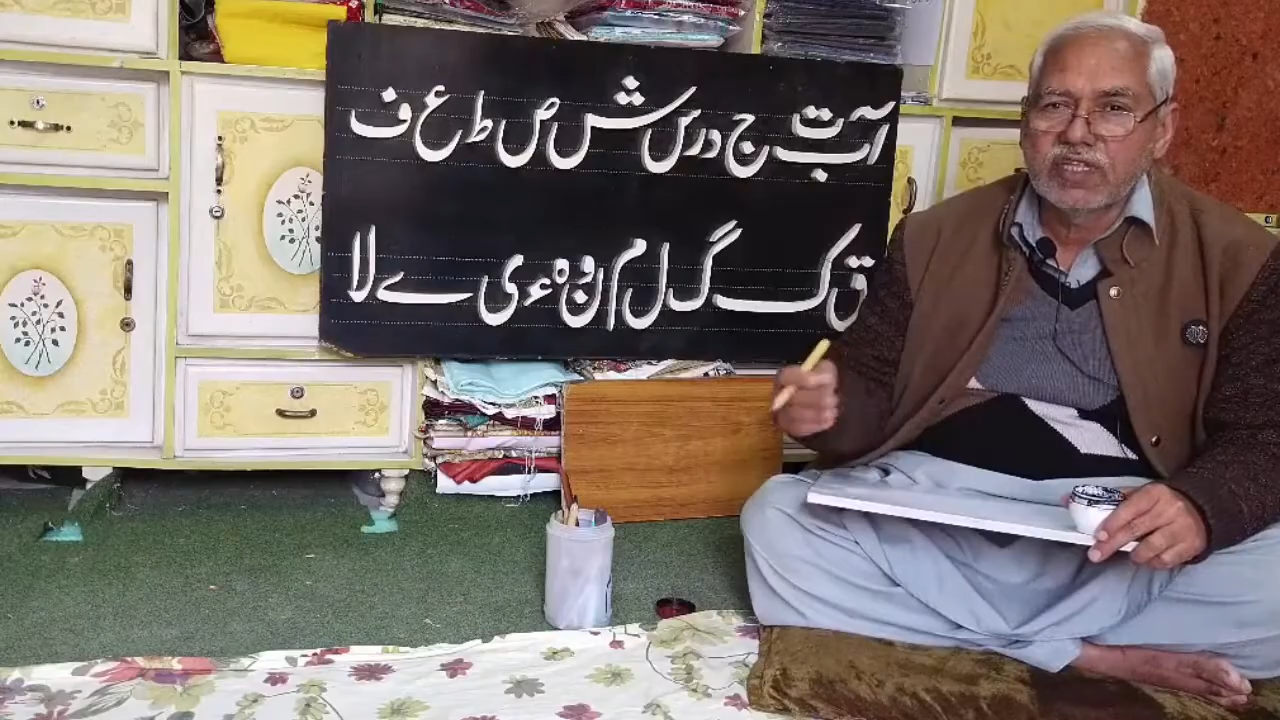 آ ب ت ج د ر س ش ص ط ع ف
ق ک گ ل م ن و ہ ء ی ے لا